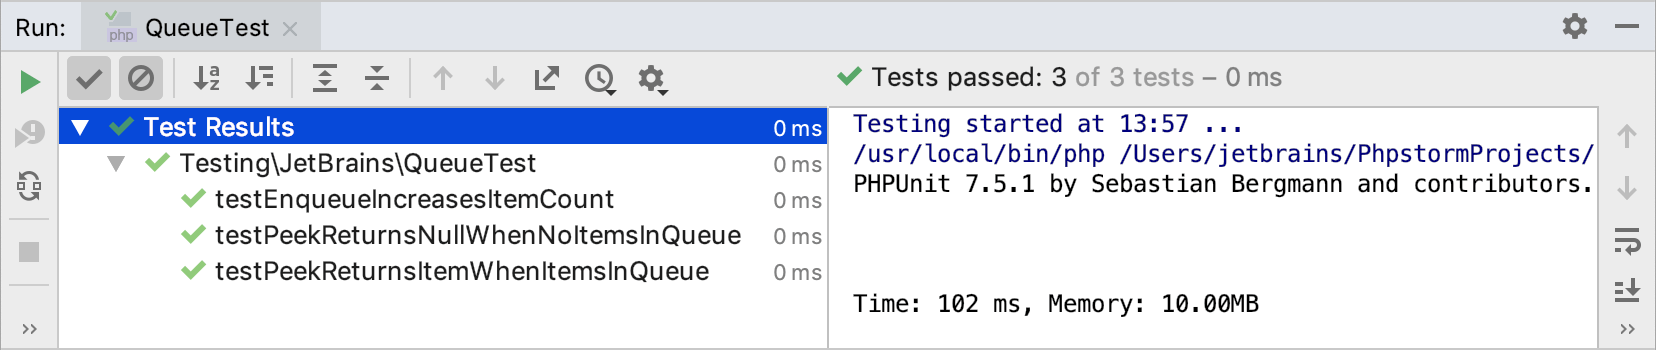 Run: php QueueTest
Tests passed: 3 of 3 tests – 0 ms
Test Results 0 ms
Testing\JetBrains\QueueTest 0 ms
testEnqueueIncreasesItemCount 0 ms
testPeekReturnsNullWhenNoItemsInQueue 0 ms
testPeekReturnsItemWhenItemsInQueue 0 ms
Testing started at 13:57 ...
/usr/local/bin/php /Users/jetbrains/PhpstormProjects/
PHPUnit 7.5.1 by Sebastian Bergmann and contributors.
Time: 102 ms, Memory: 10.00MB